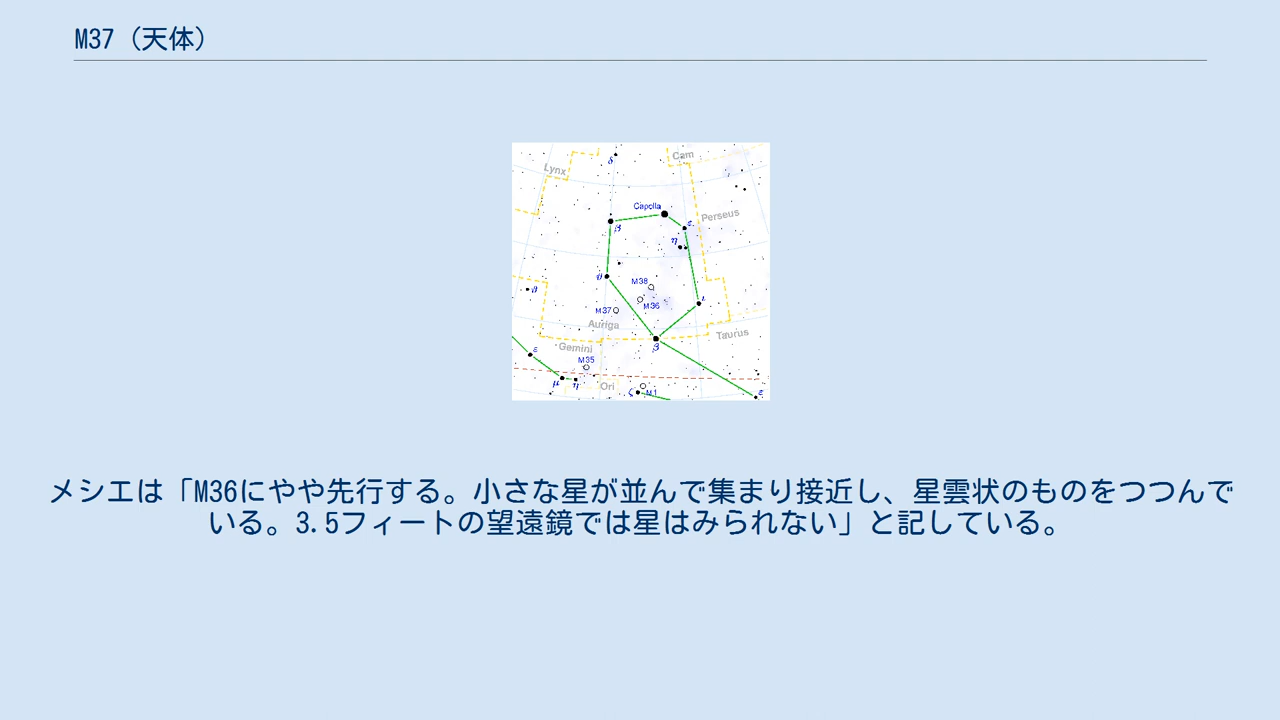 M37（天体）
δ
Cam
Lynx
Capella
Perseus
β
ε
η
θ
M38
M36
M37
ι
Auriga
Taurus
β
Gemini
ε
M35
μ
η
Ori
ζ
M1
メシエは「M36にやや先行する。小さな星が並んで集まり接近し、星雲状のものをつつんで
いる。3.5フィートの望遠鏡では星はみられない」と記している。